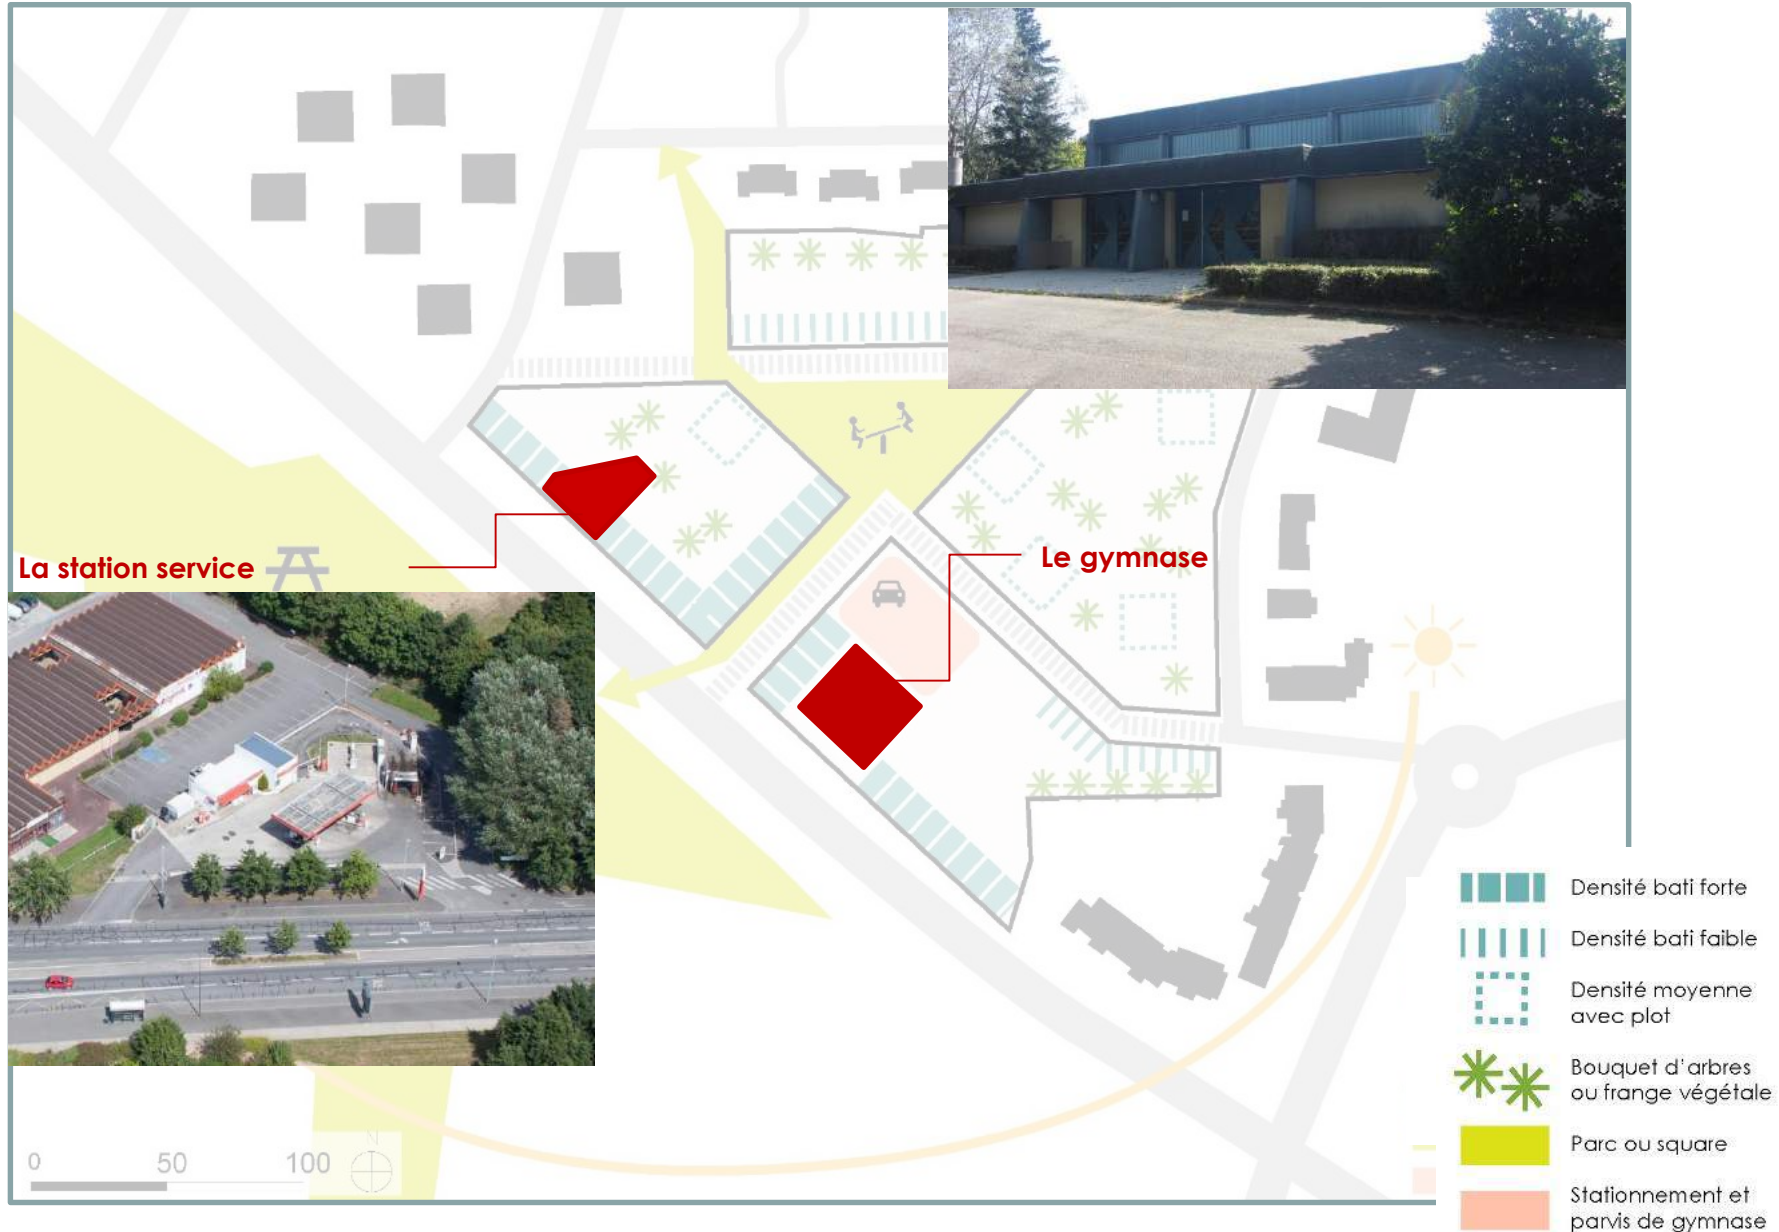 La station service
Le gymnase
Densité bati forte
Densité bati faible
Densité moyenne
avec plot
Bouquet d'arbres
ou frange végétale
Parc ou square
Stationnement et
parvis de gymnase
0 50 100
N